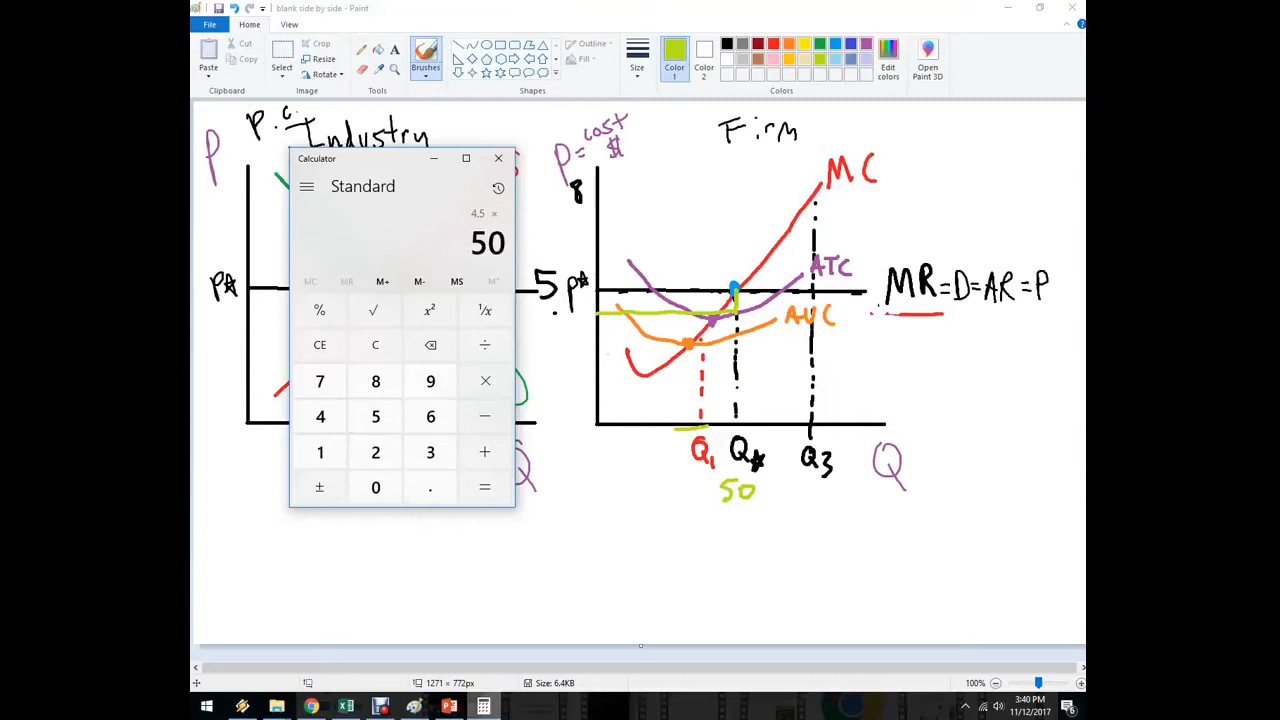 blank side by side - Paint
File Home View
Paste
Cut
Copy
Clipboard
Select
Crop
Resize
Rotate
Image
Tools
Brushes
Shapes
Outline
Fill
Size
Color 1
Color 2
Colors
Edit colors
Open Paint 3D
P.C.
Industry
P
P*
Q
Calculator
Standard
4.5 ×
50
MC MR M+ M- MS M
% √ x² ¹/x
CE C ÷
7 8 9 ×
4 5 6 −
1 2 3 +
± 0 . =
Firm
P= cost $
8
MC
ATC
5 P*
MR=D=AR=P
AVC
Q1 Q* Q3 Q
50
1271 × 772px
Size: 6.4KB
100%
3:40 PM
11/12/2017